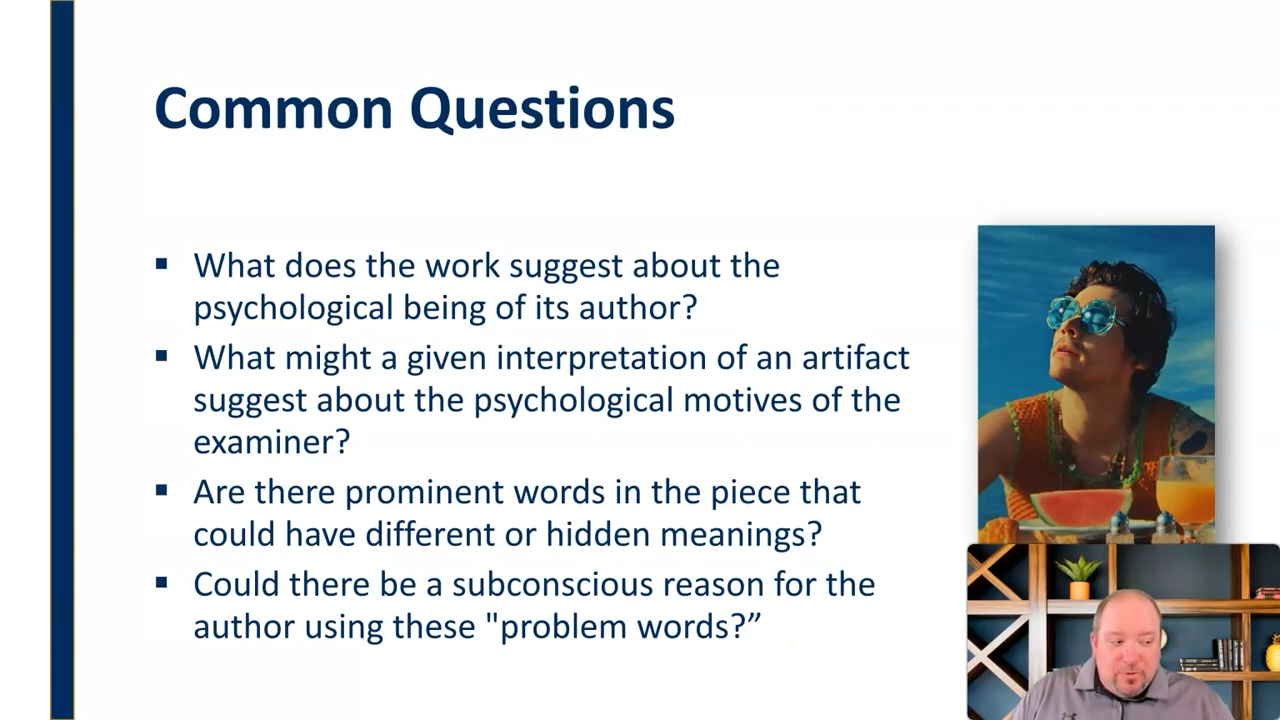 Common Questions
▪ What does the work suggest about the
psychological being of its author?
▪ What might a given interpretation of an artifact
suggest about the psychological motives of the
examiner?
▪ Are there prominent words in the piece that
could have different or hidden meanings?
▪ Could there be a subconscious reason for the
author using these "problem words?”